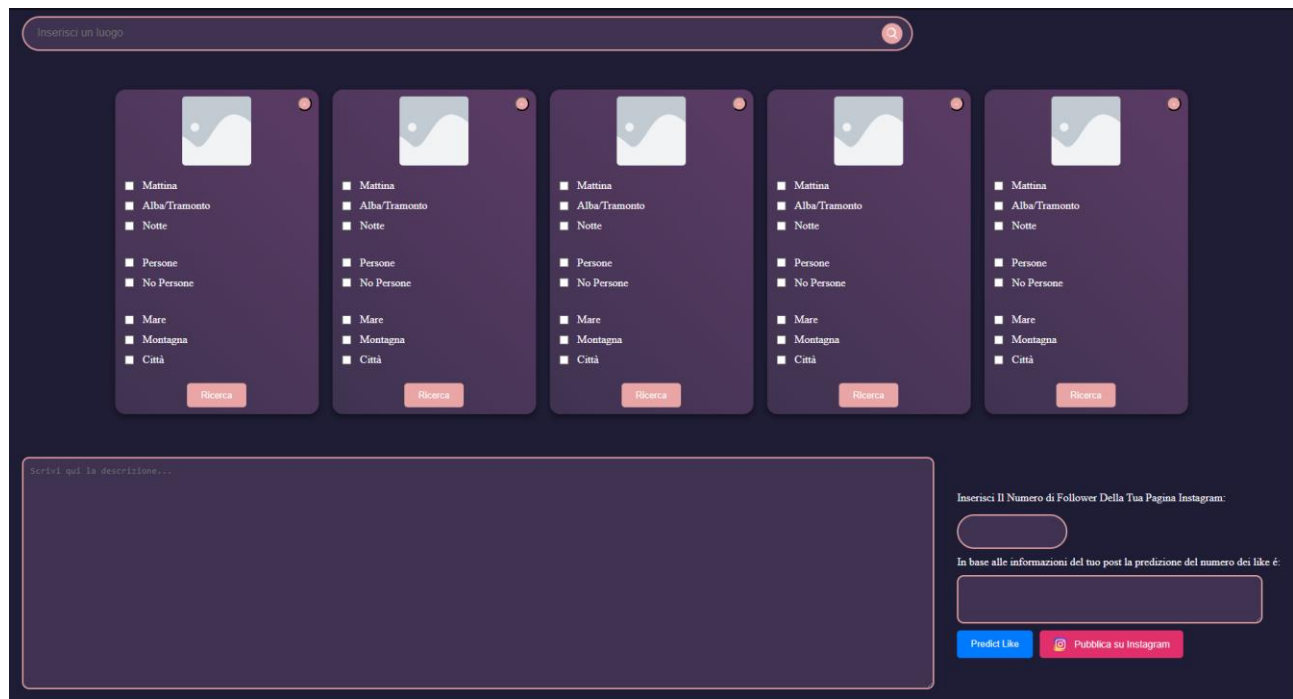 Inserisci un luogo
Mattina
Alba/Tramonto
Notte
Persone
No Persone
Mare
Montagna
Città
Ricerca
Mattina
Alba/Tramonto
Notte
Persone
No Persone
Mare
Montagna
Città
Ricerca
Mattina
Alba/Tramonto
Notte
Persone
No Persone
Mare
Montagna
Città
Ricerca
Mattina
Alba/Tramonto
Notte
Persone
No Persone
Mare
Montagna
Città
Ricerca
Mattina
Alba/Tramonto
Notte
Persone
No Persone
Mare
Montagna
Città
Ricerca
Scrivi qui la descrizione...
Inserisci Il Numero di Follower Della Tua Pagina Instagram:
In base alle informazioni del tuo post la predizione del numero dei like é:
Predict Like
Pubblica su Instagram